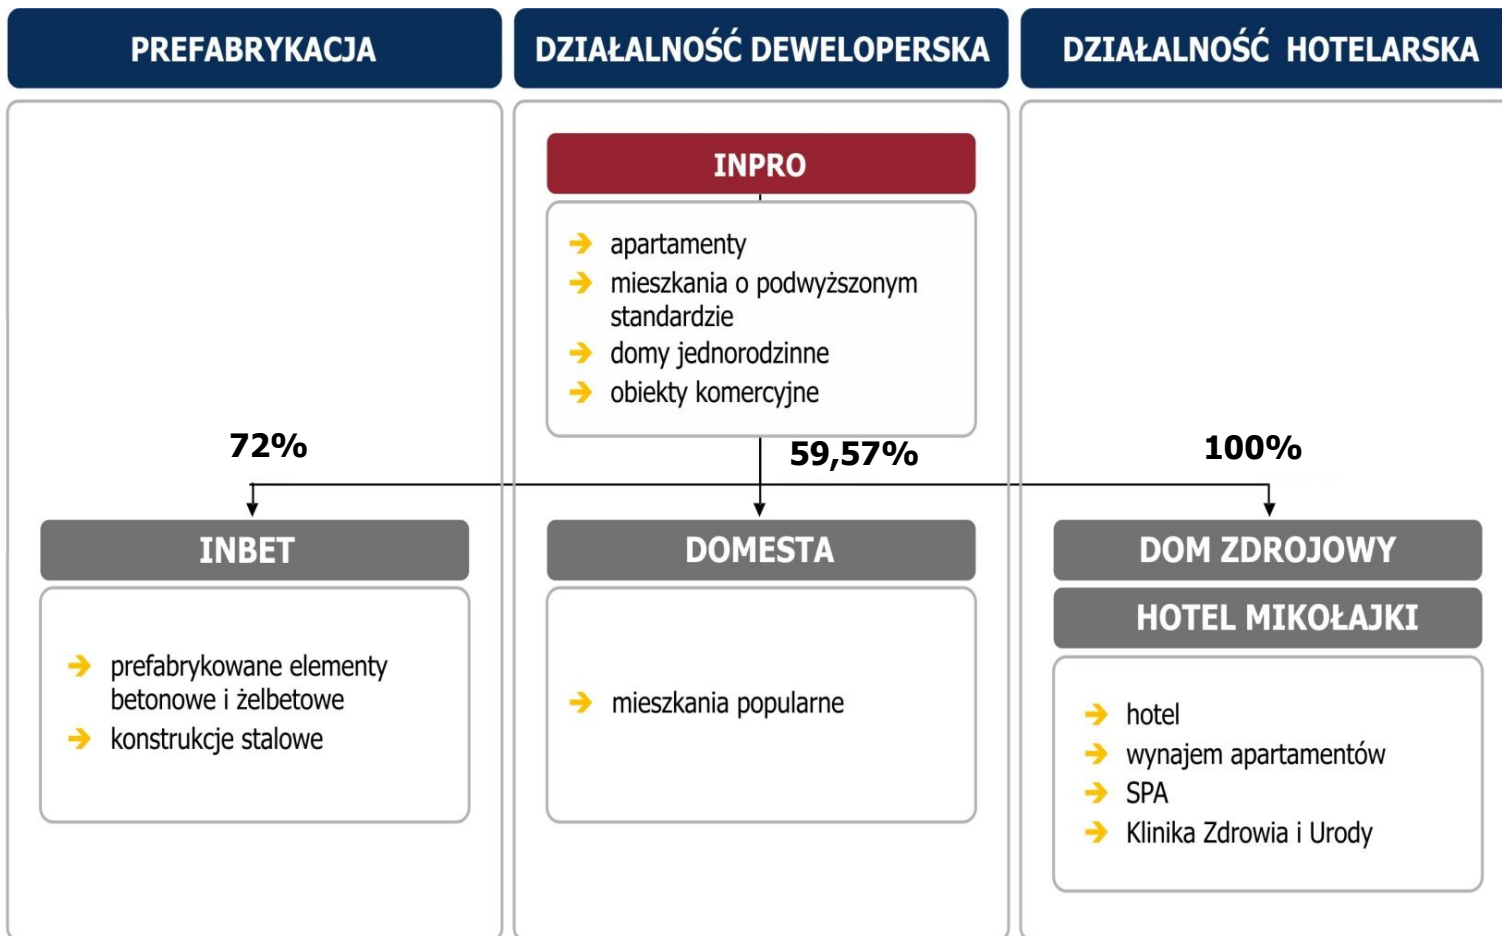 PREFABRYKACJA
DZIAŁALNOŚĆ DEWELOPERSKA
DZIAŁALNOŚĆ HOTELARSKA
INPRO
apartamenty
mieszkania o podwyższonym
standardzie
domy jednorodzinne
obiekty komercyjne
72%
59,57%
100%
INBET
prefabrykowane elementy
betonowe i żelbetowe
konstrukcje stalowe
DOMESTA
mieszkania popularne
DOM ZDROJOWY
HOTEL MIKOŁAJKI
hotel
wynajem apartamentów
SPA
Klinika Zdrowia i Urody